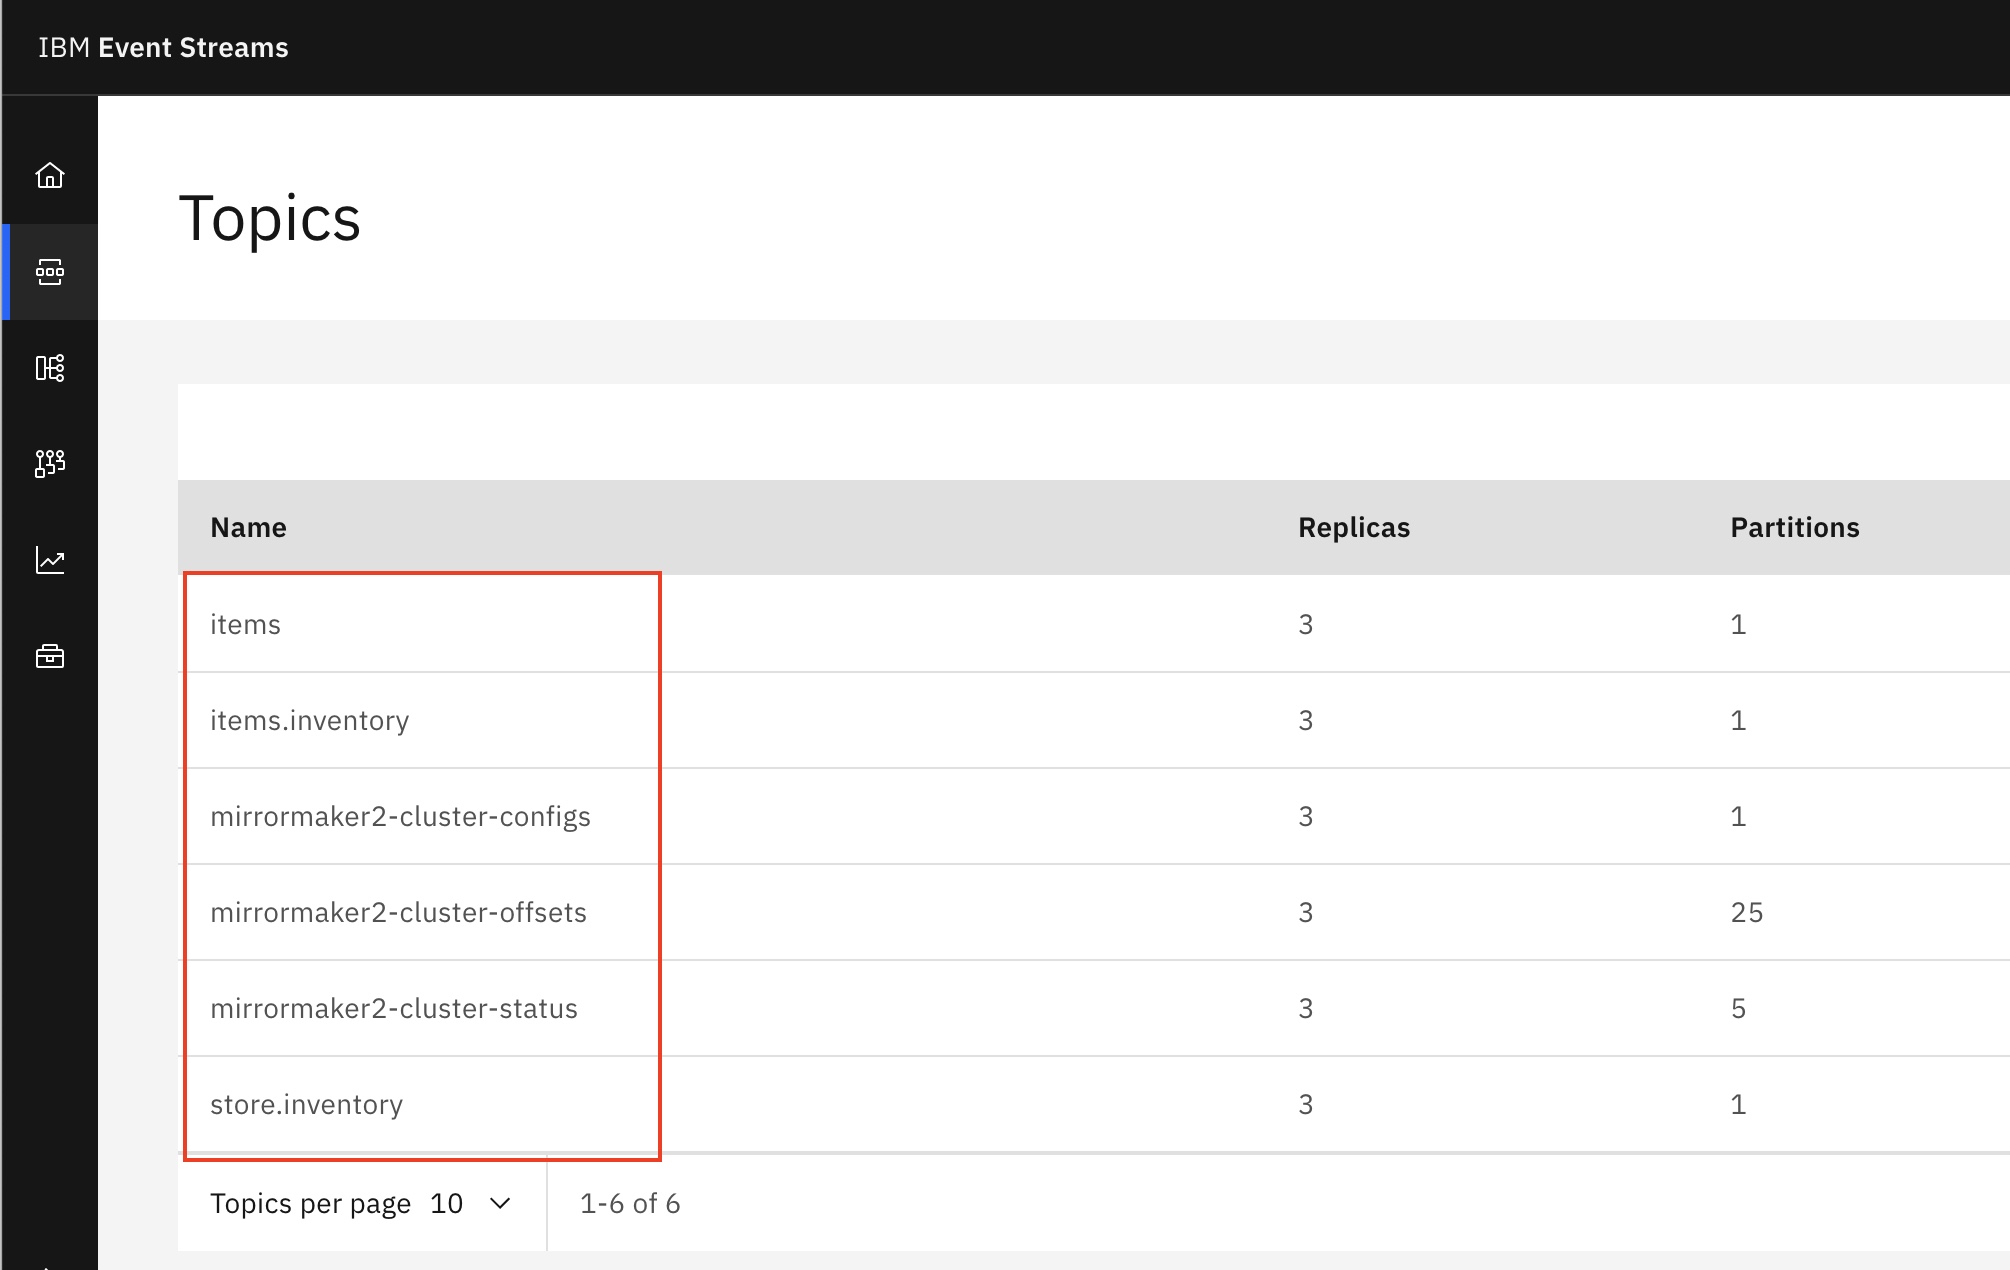 IBM Event Streams
Topics
Name Replicas Partitions
items 3 1
items.inventory 3 1
mirrormaker2-cluster-configs 3 1
mirrormaker2-cluster-offsets 3 25
mirrormaker2-cluster-status 3 5
store.inventory 3 1
Topics per page 10 1-6 of 6